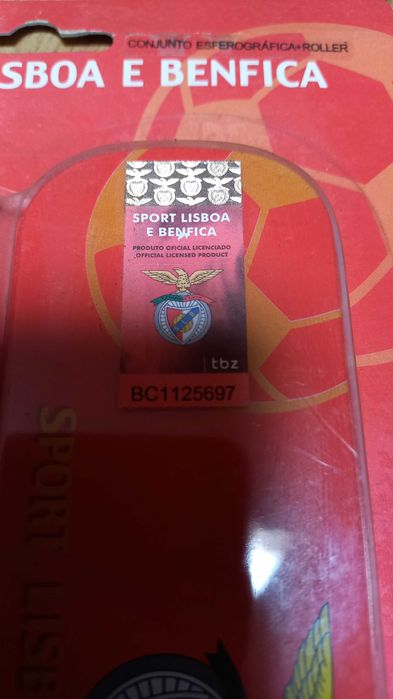 CONJUNTO ESFEROGRÁFICA+ROLLER
SBOA E BENFICA
SPORT LISBOA
E BENFICA
PRODUTO OFICIAL LICENCIADO
OFFICIAL LICENSED PRODUCT
tbz
BC1125697
SPORT LISB